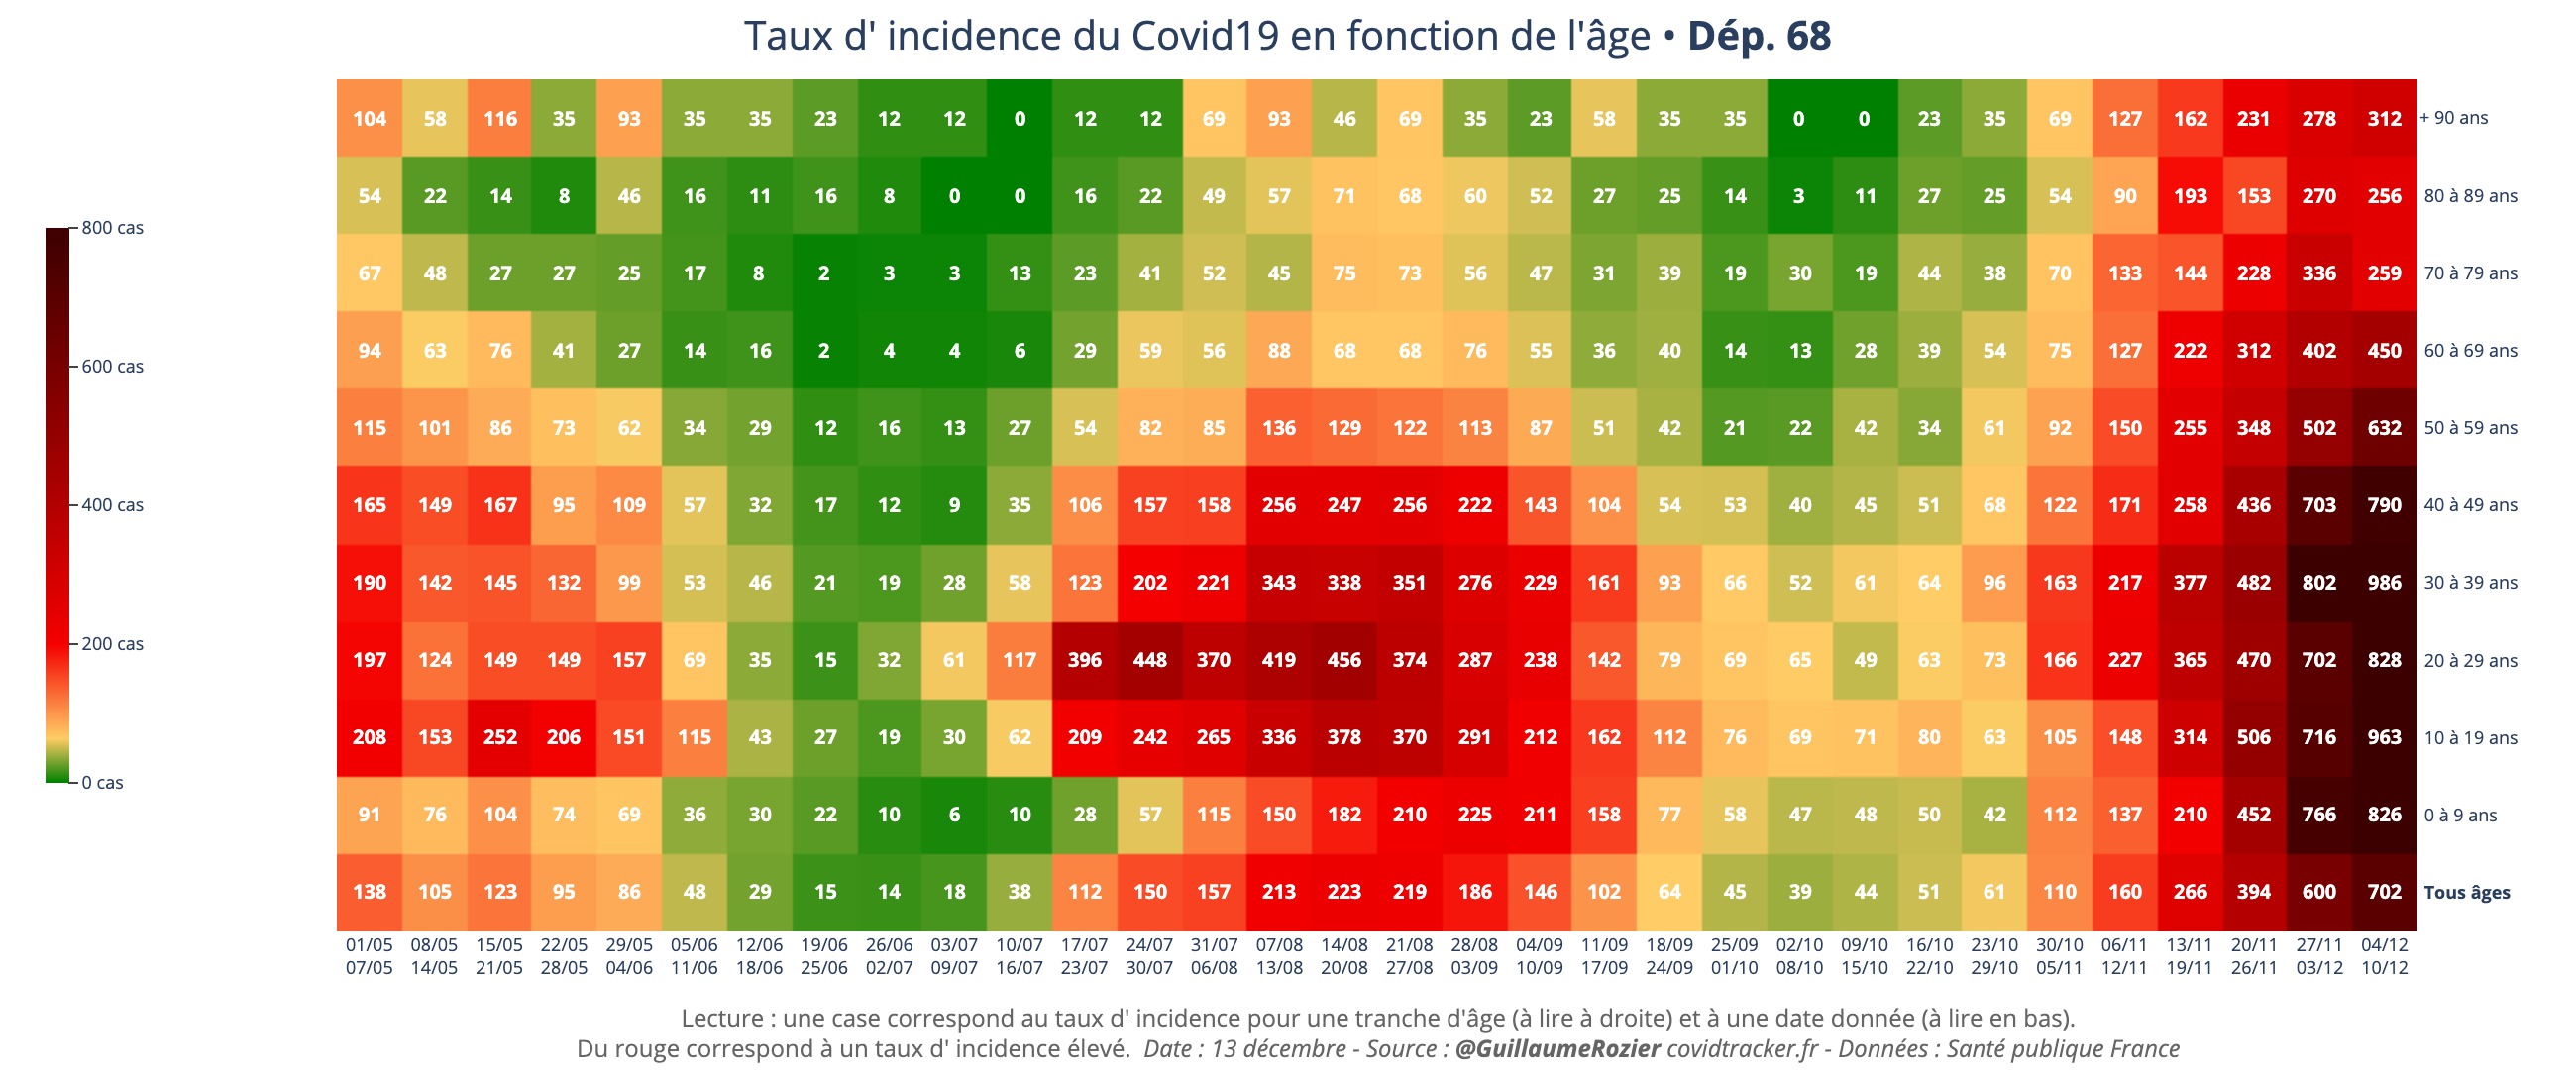 Taux d' incidence du Covid19 en fonction de l'âge • Dép. 68
800 cas
600 cas
400 cas
200 cas
0 cas
104 58 116 35 93 35 35 23 12 12 0 12 12 69 93 46 69 35 23 58 35 35 0 0 23 35 69 127 162 231 278 312 + 90 ans
54 22 14 8 46 16 11 16 8 0 0 16 22 49 57 71 68 60 52 27 25 14 3 11 27 25 54 90 193 153 270 256 80 à 89 ans
67 48 27 27 25 17 8 2 3 3 13 23 41 52 45 75 73 56 47 31 39 19 30 19 44 38 70 133 144 228 336 259 70 à 79 ans
94 63 76 41 27 14 16 2 4 4 6 29 59 56 88 68 68 76 55 36 40 14 13 28 39 54 75 127 222 312 402 450 60 à 69 ans
115 101 86 73 62 34 29 12 16 13 27 54 82 85 136 129 122 113 87 51 42 21 22 42 34 61 92 150 255 348 502 632 50 à 59 ans
165 149 167 95 109 57 32 17 12 9 35 106 157 158 256 247 256 222 143 104 54 53 40 45 51 68 122 171 258 436 703 790 40 à 49 ans
190 142 145 132 99 53 46 21 19 28 58 123 202 221 343 338 351 276 229 161 93 66 52 61 64 96 163 217 377 482 802 986 30 à 39 ans
197 124 149 149 157 69 35 15 32 61 117 396 448 370 419 456 374 287 238 142 79 69 65 49 63 73 166 227 365 470 702 828 20 à 29 ans
208 153 252 206 151 115 43 27 19 30 62 209 242 265 336 378 370 291 212 162 112 76 69 71 80 63 105 148 314 506 716 963 10 à 19 ans
91 76 104 74 69 36 30 22 10 6 10 28 57 115 150 182 210 225 211 158 77 58 47 48 50 42 112 137 210 452 766 826 0 à 9 ans
138 105 123 95 86 48 29 15 14 18 38 112 150 157 213 223 219 186 146 102 64 45 39 44 51 61 110 160 266 394 600 702 Tous âges
01/05 08/05 15/05 22/05 29/05 05/06 12/06 19/06 26/06 03/07 10/07 17/07 24/07 31/07 07/08 14/08 21/08 28/08 04/09 11/09 18/09 25/09 02/10 09/10 16/10 23/10 30/10 06/11 13/11 20/11 27/11 04/12
07/05 14/05 21/05 28/05 04/06 11/06 18/06 25/06 02/07 09/07 16/07 23/07 30/07 06/08 13/08 20/08 27/08 03/09 10/09 17/09 24/09 01/10 08/10 15/10 22/10 29/10 05/11 12/11 19/11 26/11 03/12 10/12
Lecture : une case correspond au taux d' incidence pour une tranche d'âge (à lire à droite) et à une date donnée (à lire en bas).
Du rouge correspond à un taux d' incidence élevé. Date : 13 décembre - Source : @GuillaumeRozier covidtracker.fr - Données : Santé publique France